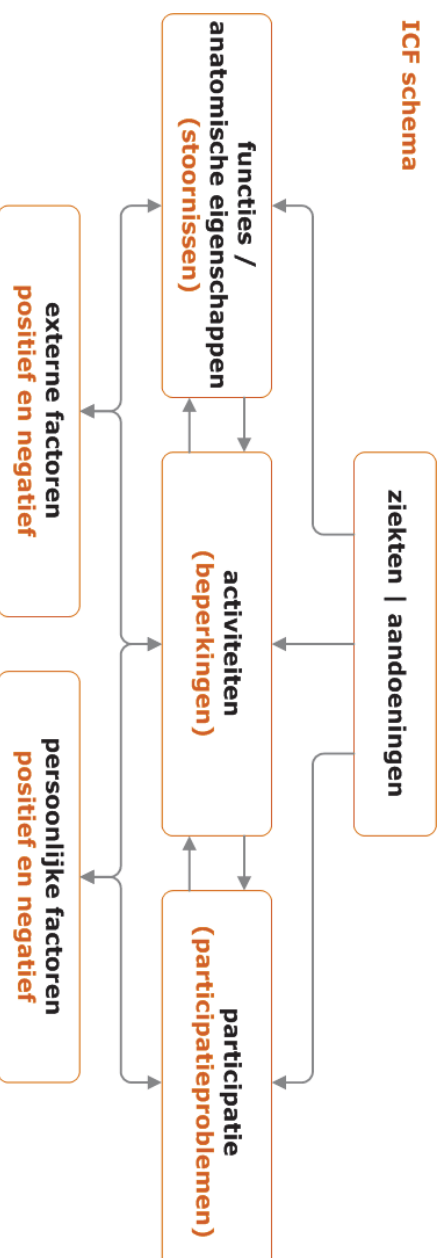 ICF schema
ziekten | aandoeningen
functies /
anatomische eigenschappen
(stoornissen)
activiteiten
(beperkingen)
participatie
(participatieproblemen)
externe factoren
positief en negatief
persoonlijke factoren
positief en negatief